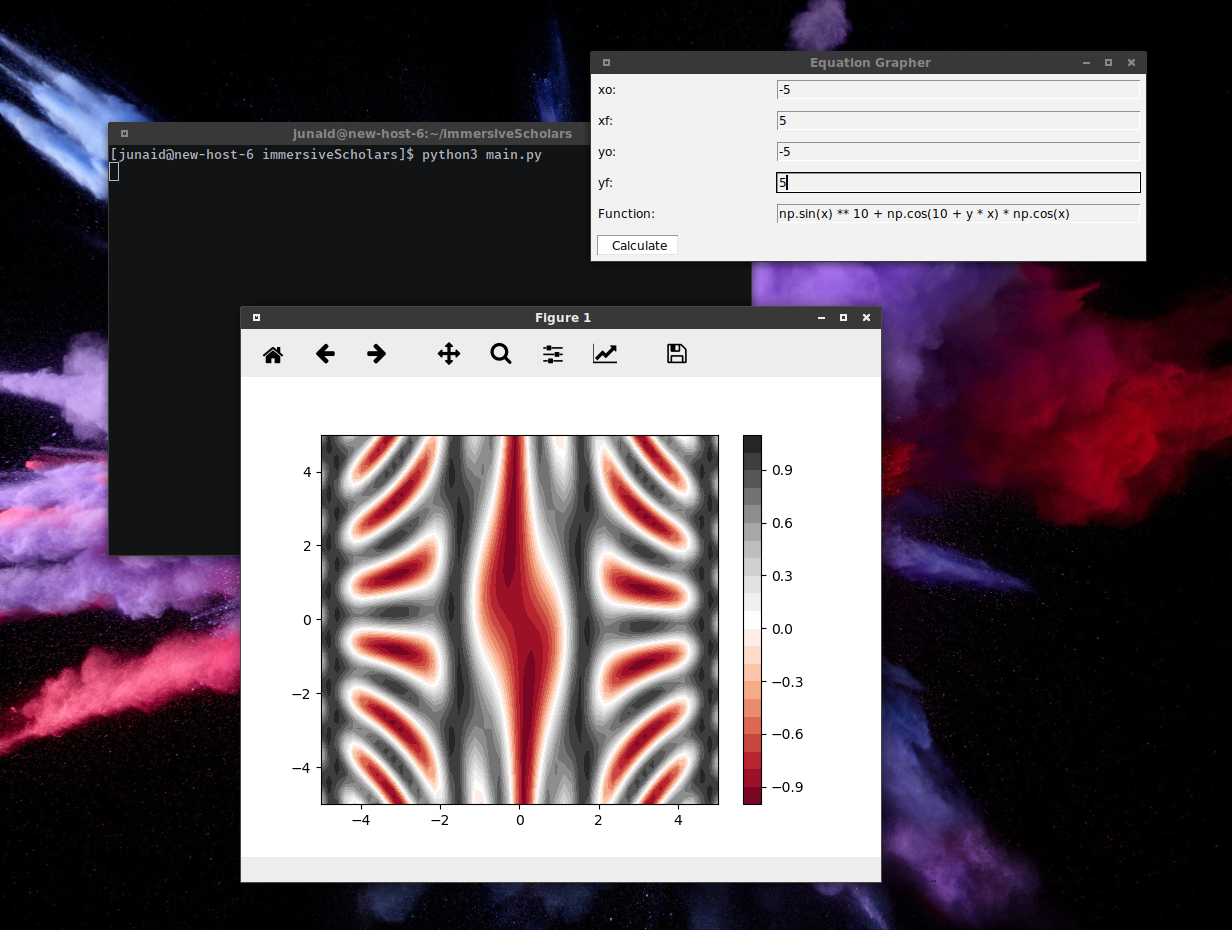 Equation Grapher
xo: -5
xf: 5
yo: -5
yf: 5
Function: np.sin(x) ** 10 + np.cos(10 + y * x) * np.cos(x)
Calculate
junaid@new-host-6:~/immersiveScholars
[junaid@new-host-6 immersiveScholars]$ python3 main.py
Figure 1
4
2
0
−2
−4
−4 −2 0 2 4
0.9
0.6
0.3
0.0
−0.3
−0.6
−0.9